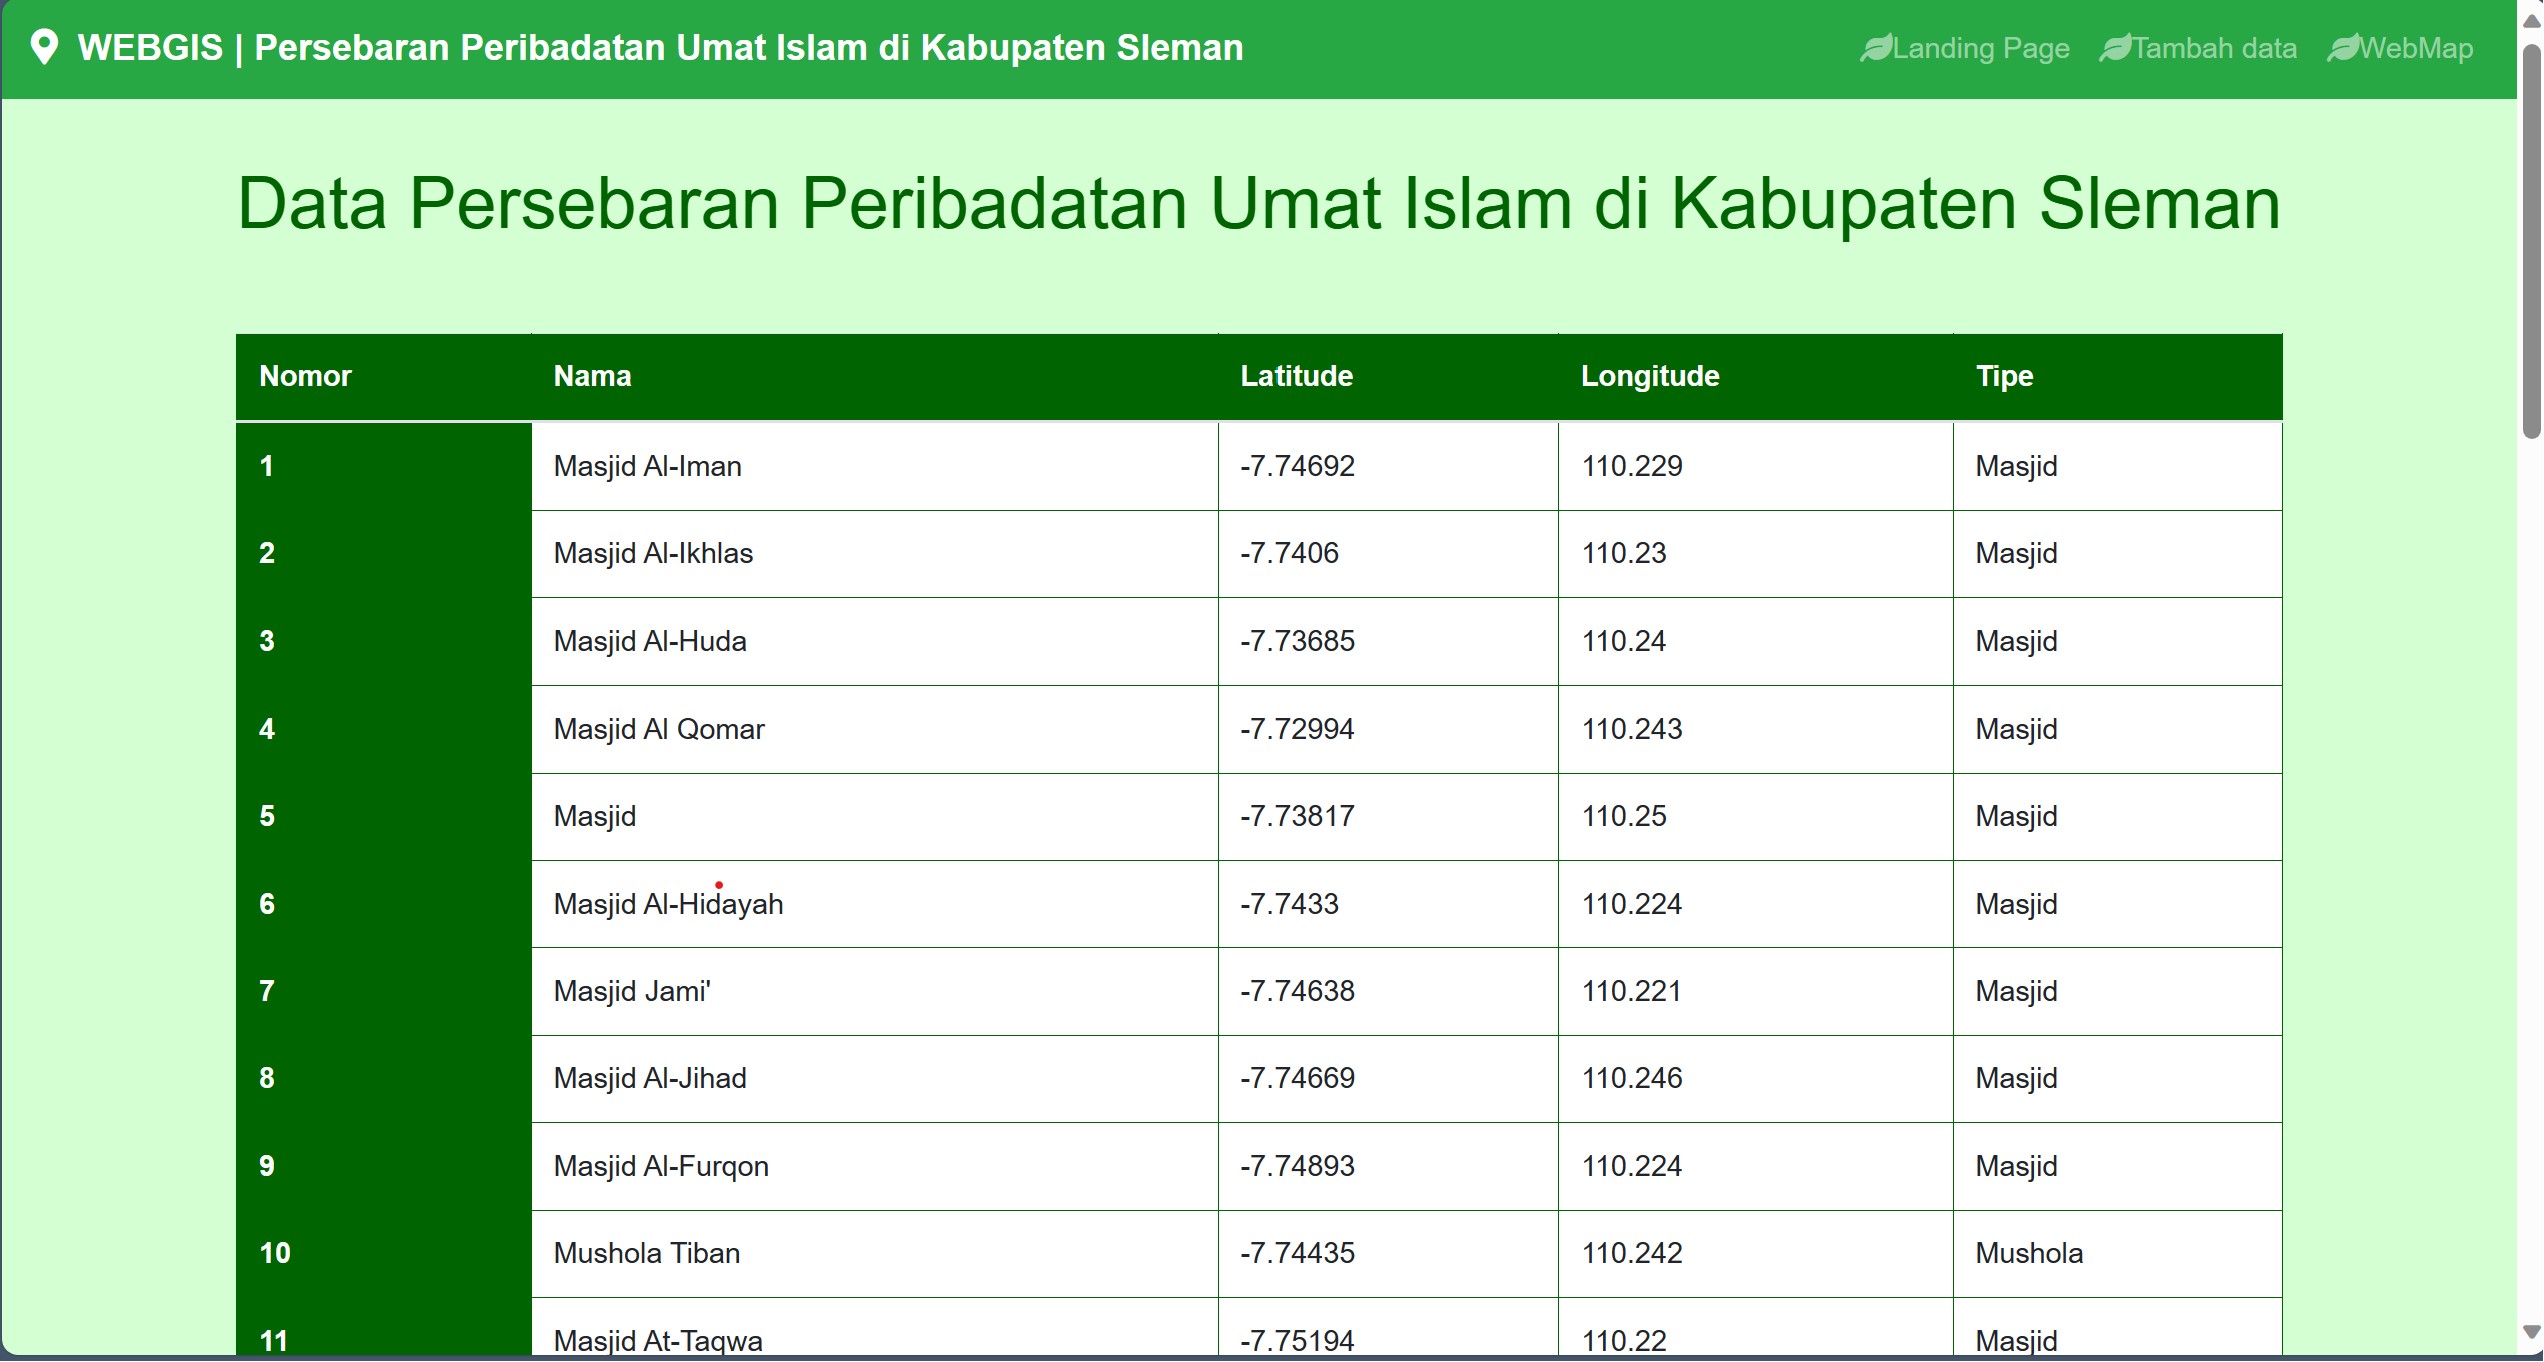 WEBGIS | Persebaran Peribadatan Umat Islam di Kabupaten Sleman Landing Page Tambah data WebMap
Data Persebaran Peribadatan Umat Islam di Kabupaten Sleman
Nomor Nama Latitude Longitude Tipe
1 Masjid Al-Iman -7.74692 110.229 Masjid
2 Masjid Al-Ikhlas -7.7406 110.23 Masjid
3 Masjid Al-Huda -7.73685 110.24 Masjid
4 Masjid Al Qomar -7.72994 110.243 Masjid
5 Masjid -7.73817 110.25 Masjid
6 Masjid Al-Hidayah -7.7433 110.224 Masjid
7 Masjid Jami' -7.74638 110.221 Masjid
8 Masjid Al-Jihad -7.74669 110.246 Masjid
9 Masjid Al-Furqon -7.74893 110.224 Masjid
10 Mushola Tiban -7.74435 110.242 Mushola
11 Masjid At-Taqwa -7.75194 110.22 Masjid